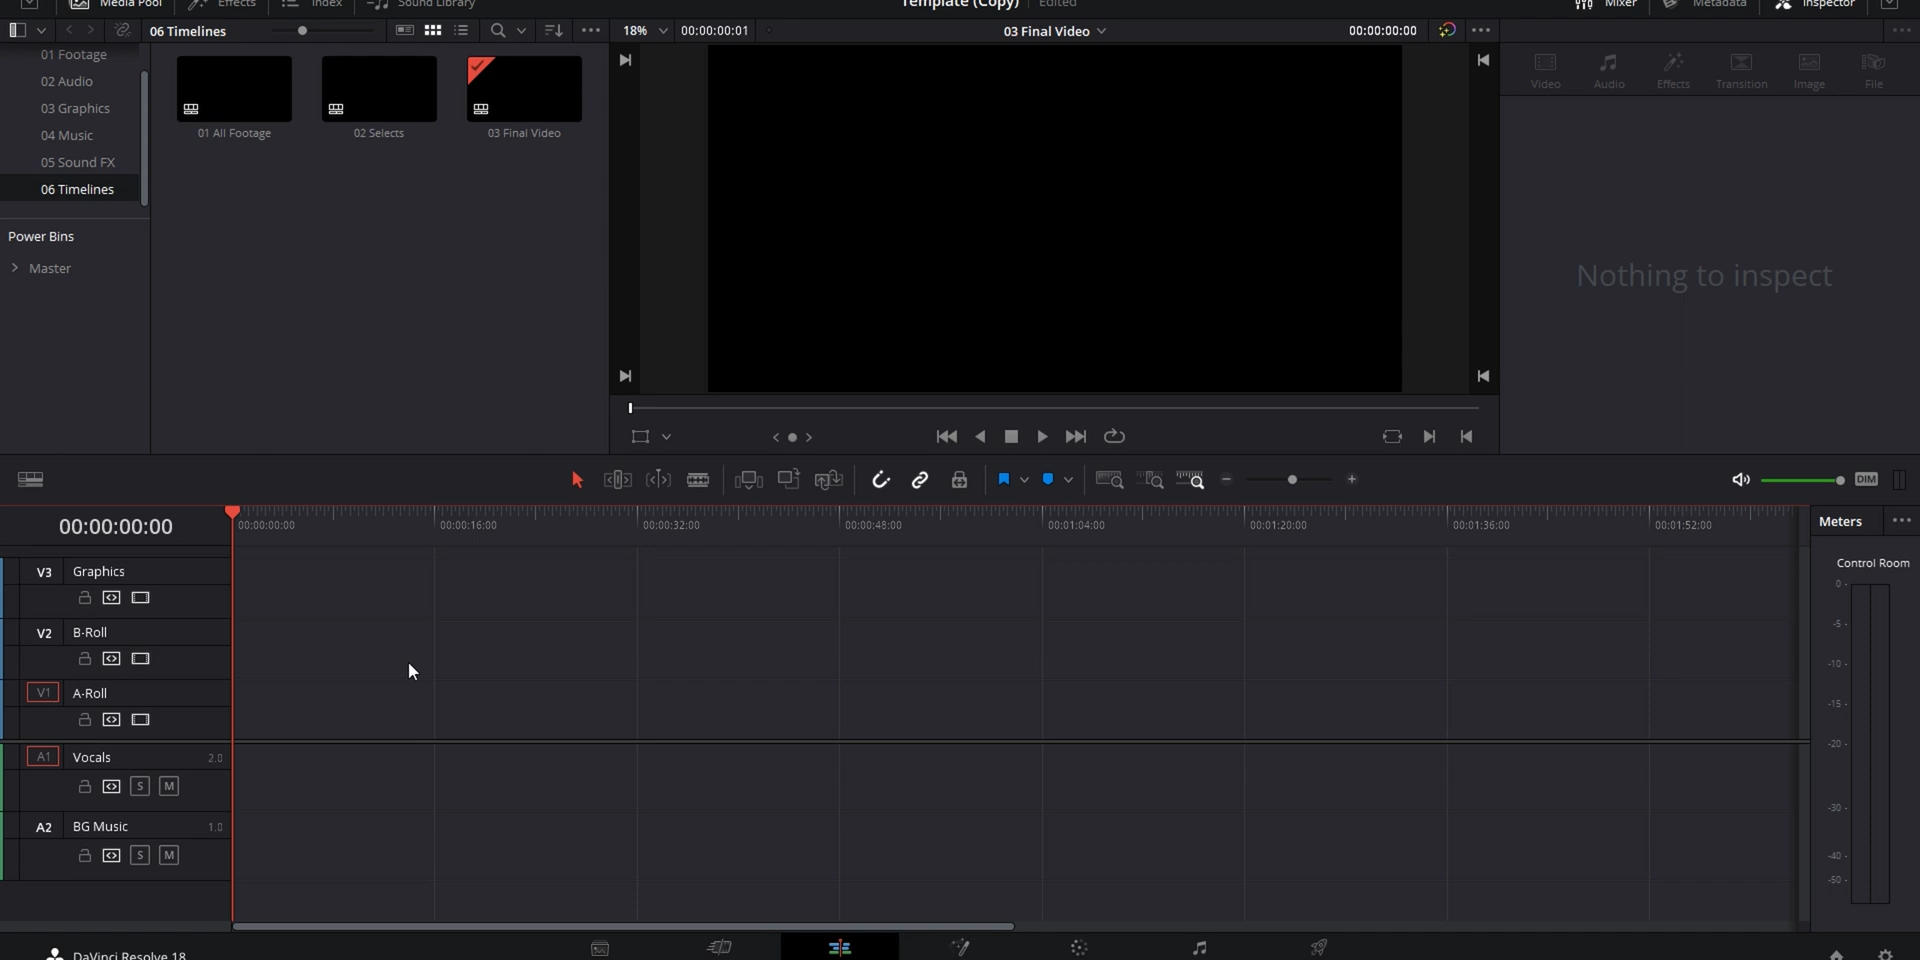 Media Pool
Effects
Index
Sound Library
Template (Copy)
Edited
Mixer
Metadata
Inspector
06 Timelines
18%
00:00:00:01
03 Final Video
00:00:00:00
01 Footage
02 Audio
03 Graphics
04 Music
05 Sound FX
06 Timelines
Power Bins
Master
01 All Footage
02 Selects
03 Final Video
Video
Audio
Effects
Transition
Image
File
Nothing to inspect
DIM
00:00:00:00
00:00:00:00
00:00:16:00
00:00:32:00
00:00:48:00
00:01:04:00
00:01:20:00
00:01:36:00
00:01:52:00
Meters
Control Room
0
-5
-10
-15
-20
-30
-40
-50
V3 Graphics
V2 B-Roll
V1 A-Roll
A1 Vocals 2.0
S M
A2 BG Music 1.0
S M
DaVinci Resolve 18